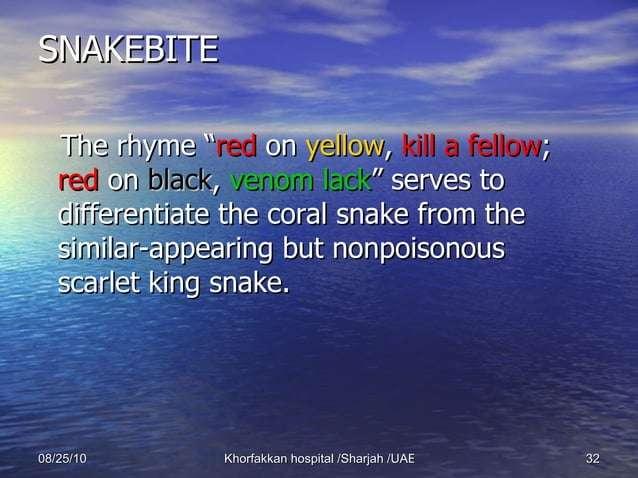 SNAKEBITE
The rhyme “red on yellow, kill a fellow;
red on black, venom lack” serves to
differentiate the coral snake from the
similar-appearing but nonpoisonous
scarlet king snake.
08/25/10 Khorfakkan hospital /Sharjah /UAE 32